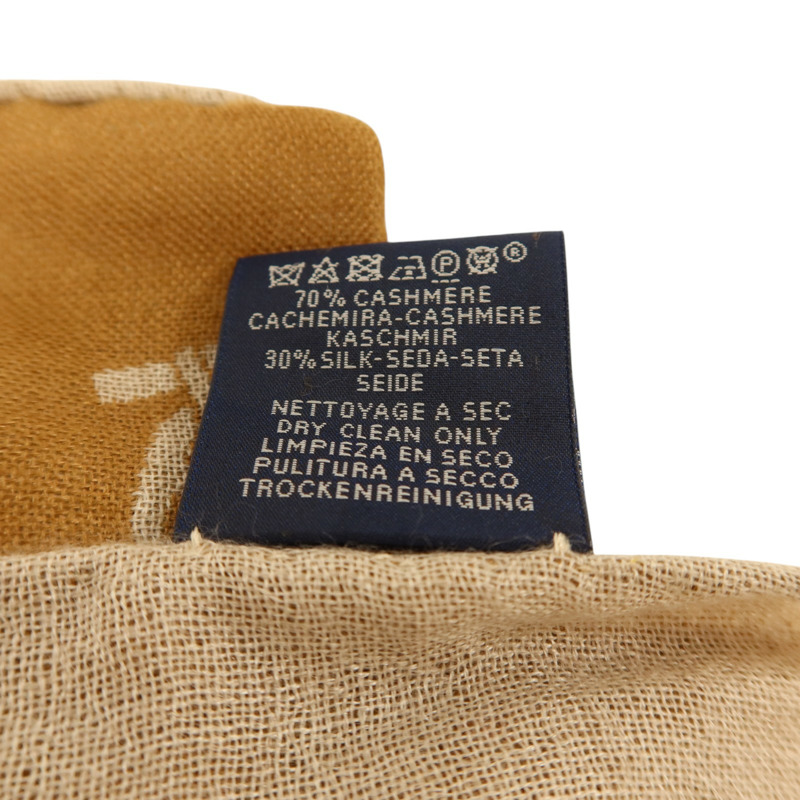 ®
70% CASHMERE
CACHEMIRA-CASHMERE
KASCHMIR
30% SILK-SEDA-SETA
SEIDE
NETTOYAGE A SEC
DRY CLEAN ONLY
LIMPIEZA EN SECO
PULITURA A SECCO
TROCKENREINIGUNG